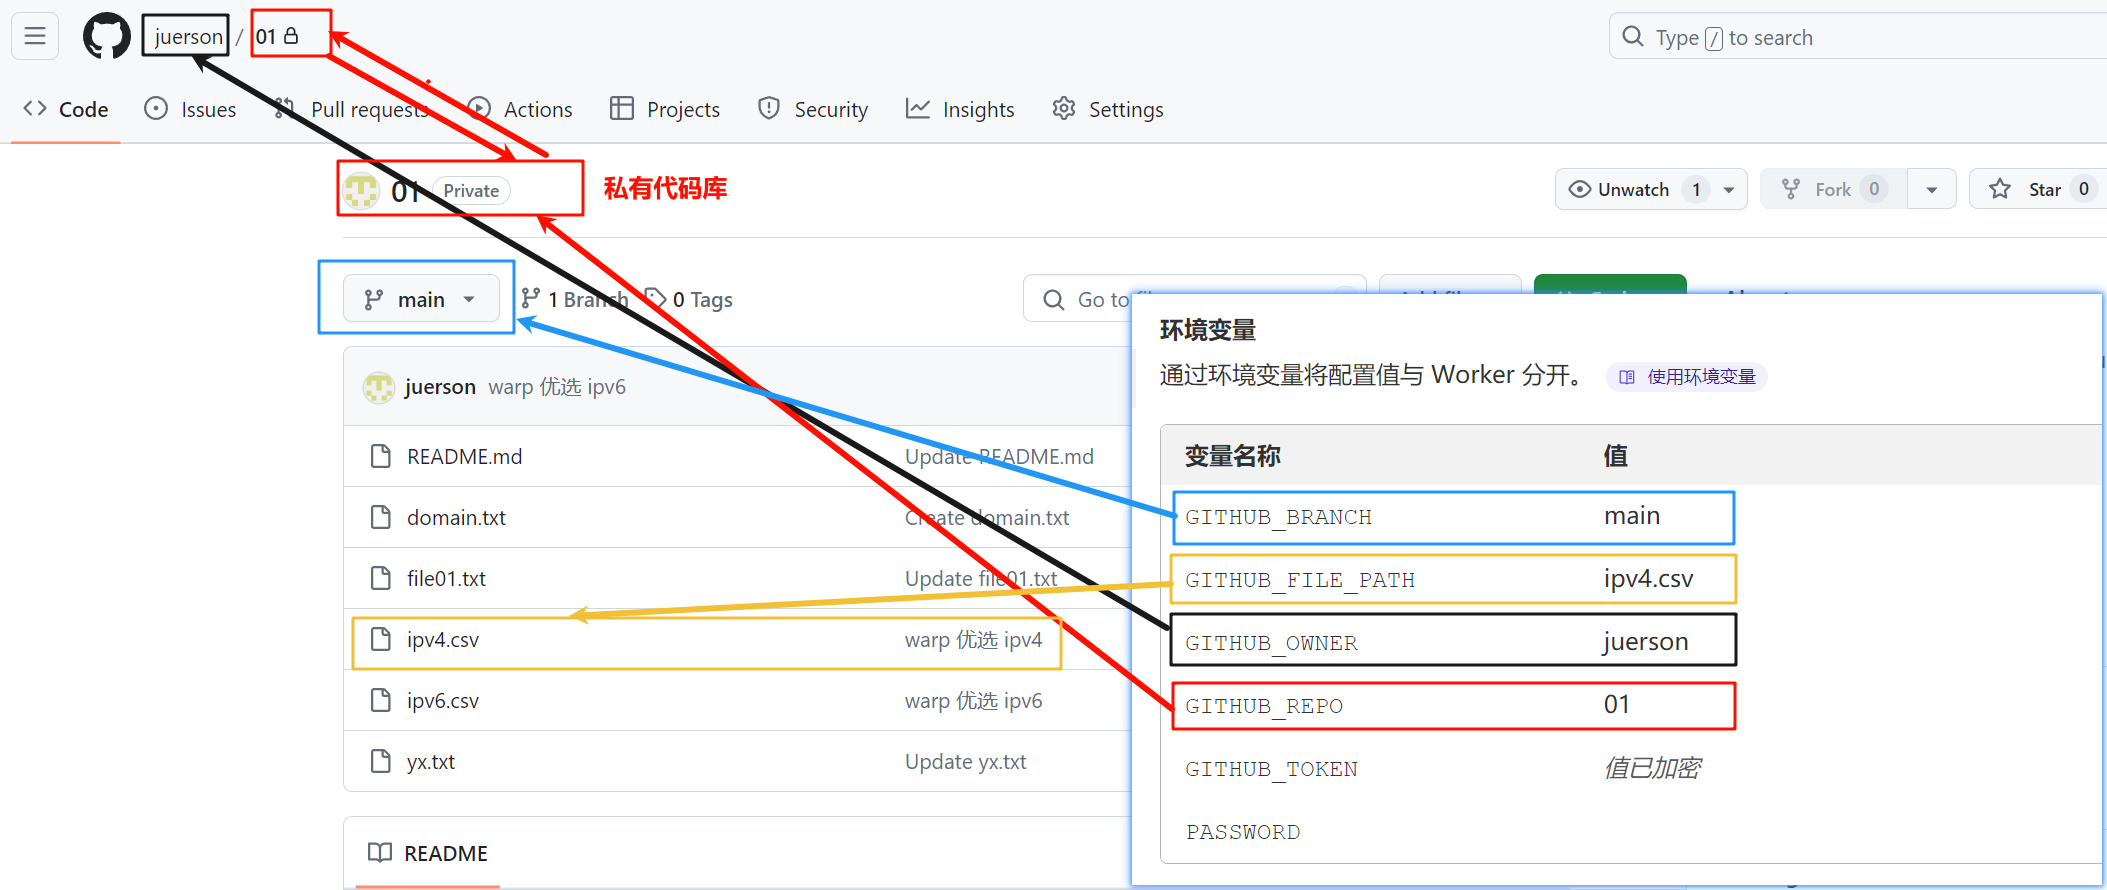 juerson / 01
Type / to search
Code Issues Pull requests Actions Projects Security Insights Settings
01 Private 私有代码库
Unwatch 1 Fork 0 Star 0
main 1 Branch 0 Tags
Go to
环境变量
通过环境变量将配置值与 Worker 分开。 使用环境变量
juerson warp 优选 ipv6
README.md Update README.md
domain.txt Create domain.txt
file01.txt Update file01.txt
ipv4.csv warp 优选 ipv4
ipv6.csv warp 优选 ipv6
yx.txt Update yx.txt
README
变量名称 值
GITHUB_BRANCH main
GITHUB_FILE_PATH ipv4.csv
GITHUB_OWNER juerson
GITHUB_REPO 01
GITHUB_TOKEN 值已加密
PASSWORD